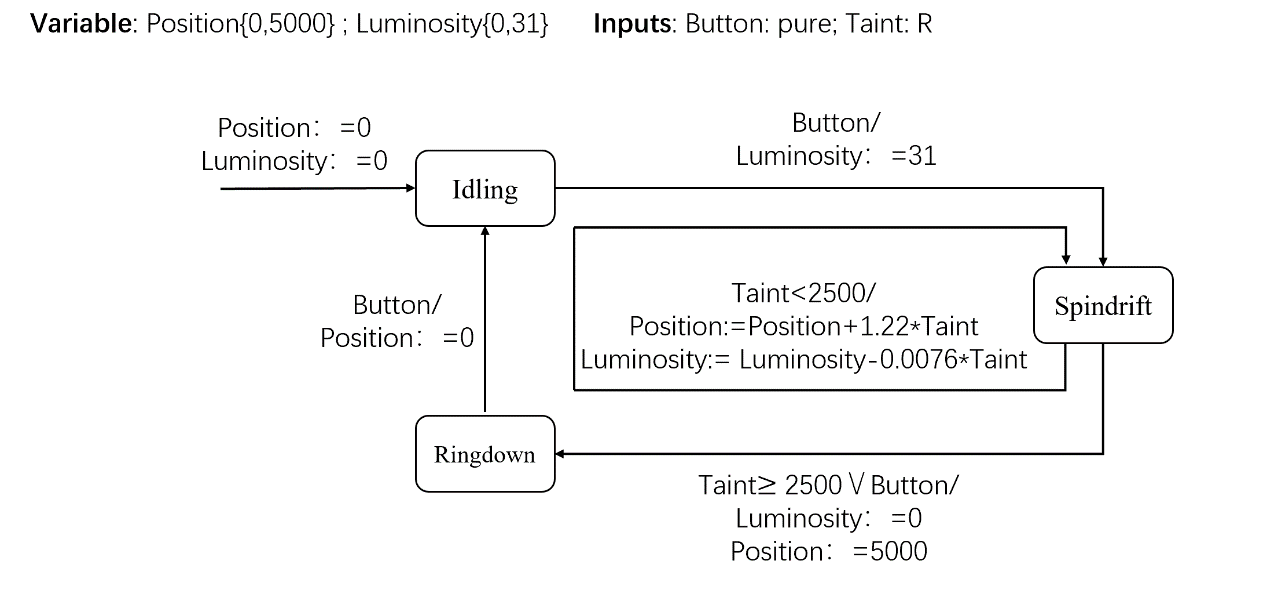 Variable: Position{0,5000} ; Luminosity{0,31} Inputs: Button: pure; Taint: R
Position： =0
Luminosity： =0
Button/
Luminosity： =31
Idling
Taint<2500/
Position:=Position+1.22*Taint
Luminosity:= Luminosity-0.0076*Taint
Spindrift
Button/
Position： =0
Ringdown
Taint≥ 2500 ∨ Button/
Luminosity： =0
Position： =5000